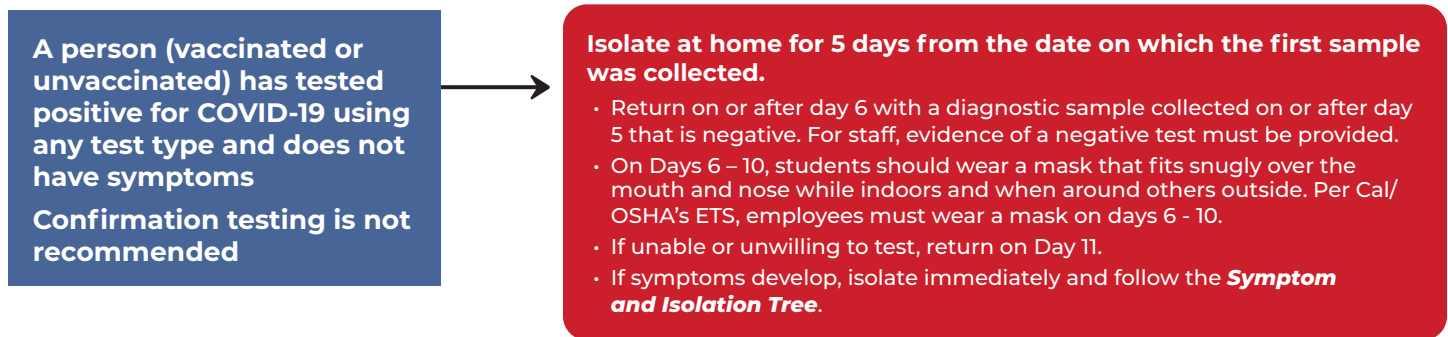 A person (vaccinated or
unvaccinated) has tested
positive for COVID-19 using
any test type and does not
have symptoms
Confirmation testing is not
recommended
Isolate at home for 5 days from the date on which the first sample
was collected.
• Return on or after day 6 with a diagnostic sample collected on or after day
5 that is negative. For staff, evidence of a negative test must be provided.
• On Days 6 – 10, students should wear a mask that fits snugly over the
mouth and nose while indoors and when around others outside. Per Cal/
OSHA’s ETS, employees must wear a mask on days 6 - 10.
• If unable or unwilling to test, return on Day 11.
• If symptoms develop, isolate immediately and follow the Symptom
and Isolation Tree.